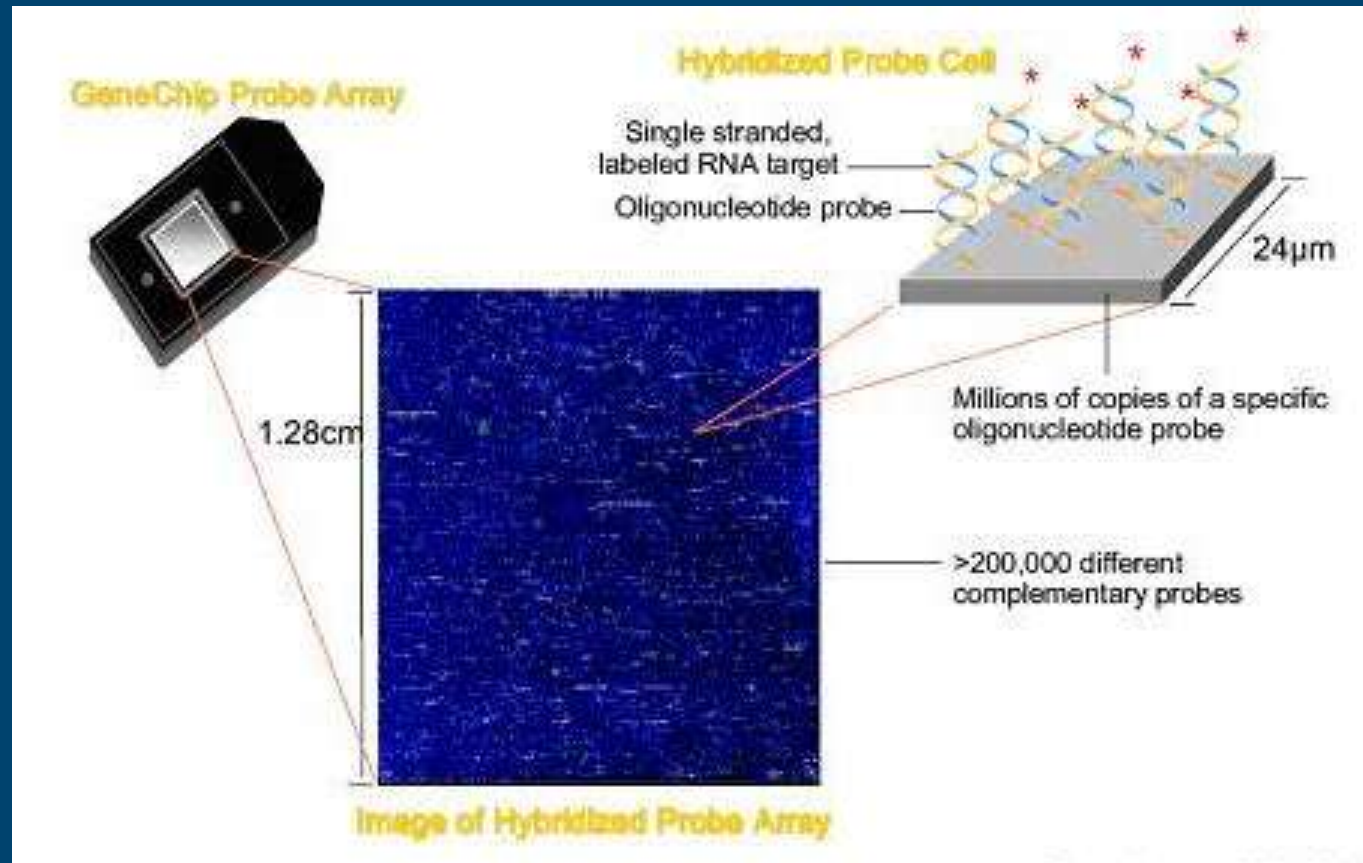 GeneChip Probe Array
Hybridized Probe Cell
Single stranded,
labeled RNA target
Oligonucleotide probe
24µm
1.28cm
Millions of copies of a specific
oligonucleotide probe
>200,000 different
complementary probes
Image of Hybridized Probe Array